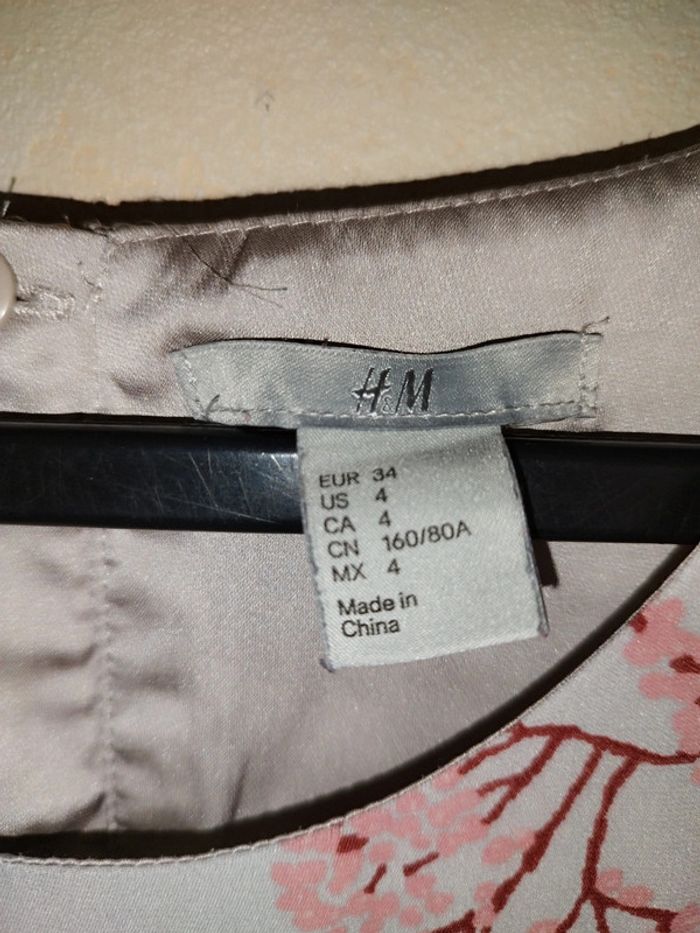 H&M
EUR 34
US 4
CA 4
CN 160/80A
MX 4
Made in
China